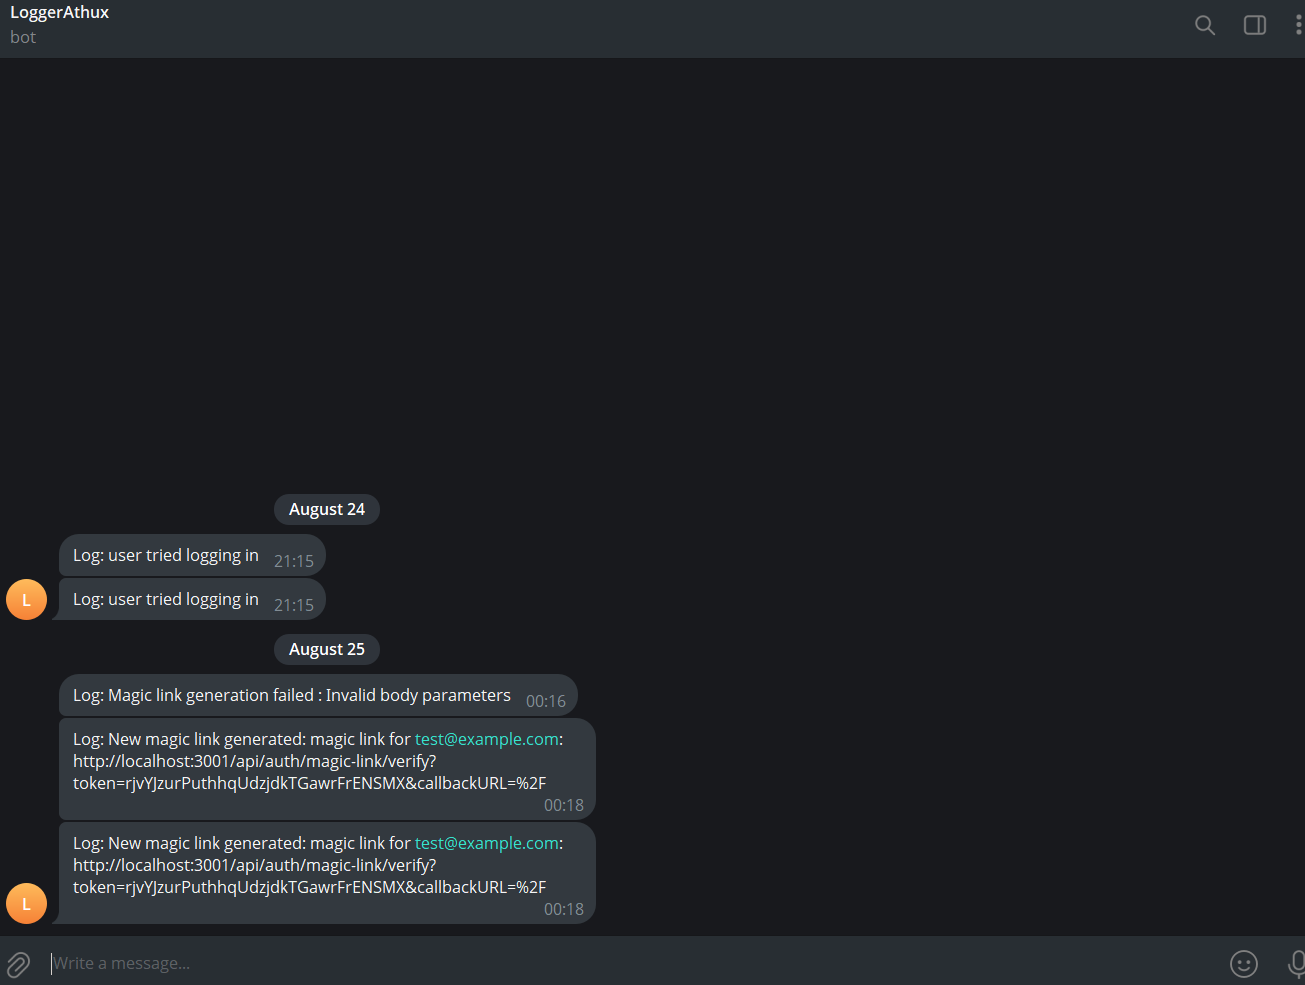 LoggerAthux
bot
August 24
Log: user tried logging in 21:15
L
Log: user tried logging in 21:15
August 25
Log: Magic link generation failed : Invalid body parameters 00:16
Log: New magic link generated: magic link for test@example.com:
http://localhost:3001/api/auth/magic-link/verify?
token=rjvYJzurPuthhqUdzjdkTGawrFrENSMX&callbackURL=%2F
00:18
Log: New magic link generated: magic link for test@example.com:
http://localhost:3001/api/auth/magic-link/verify?
token=rjvYJzurPuthhqUdzjdkTGawrFrENSMX&callbackURL=%2F
L
00:18
Write a message...